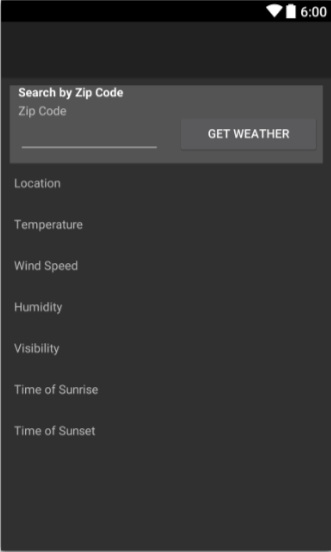 6:00
Search by Zip Code
Zip Code
GET WEATHER
Location
Temperature
Wind Speed
Humidity
Visibility
Time of Sunrise
Time of Sunset